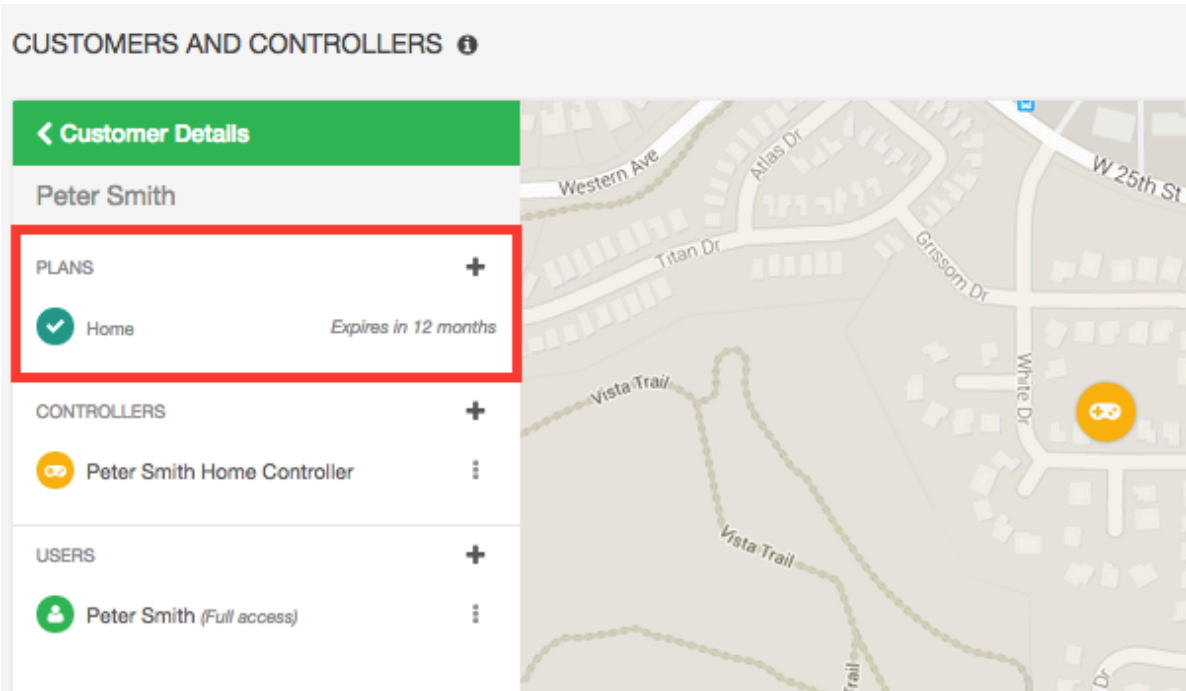 CUSTOMERS AND CONTROLLERS
Customer Details
Peter Smith
PLANS
Home
Expires in 12 months
CONTROLLERS
Peter Smith Home Controller
USERS
Peter Smith (Full access)
Western Ave
Atlas Dr
W 25th St
Titan Dr
Grissom Dr
White Dr
Vista Trail
Vista Trail
Trail
Dr